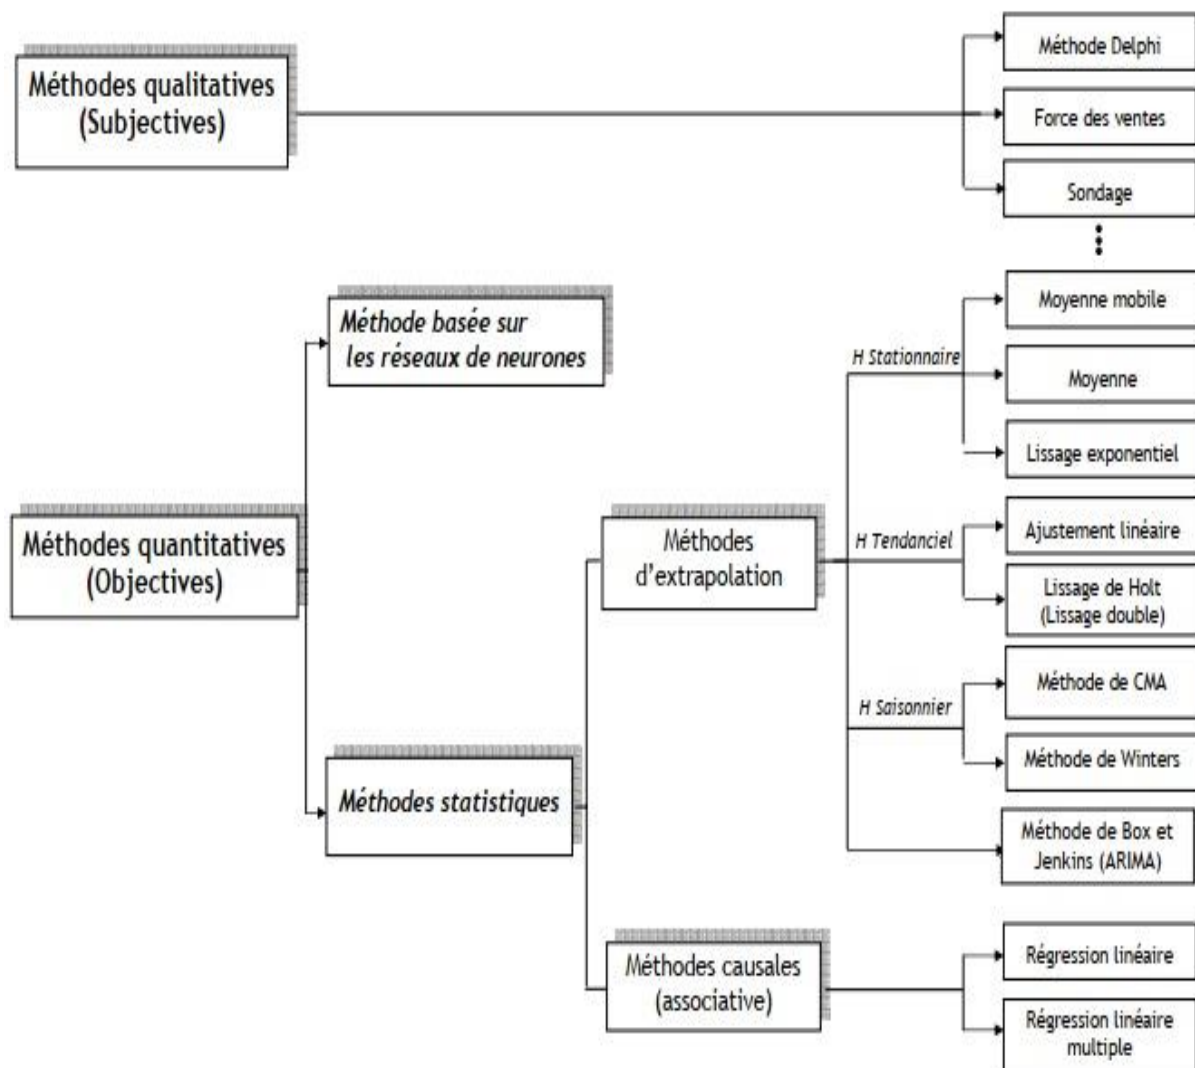 Méthodes qualitatives
(Subjectives)
Méthode Delphi
Force des ventes
Sondage
Méthodes quantitatives
(Objectives)
Méthode basée sur
les réseaux de neurones
Méthodes statistiques
Méthodes
d'extrapolation
H Stationnaire
Moyenne mobile
Moyenne
Lissage exponentiel
H Tendanciel
Ajustement linéaire
Lissage de Holt
(Lissage double)
H Saisonnier
Méthode de CMA
Méthode de Winters
Méthode de Box et
Jenkins (ARIMA)
Méthodes causales
(associative)
Régression linéaire
Régression linéaire
multiple